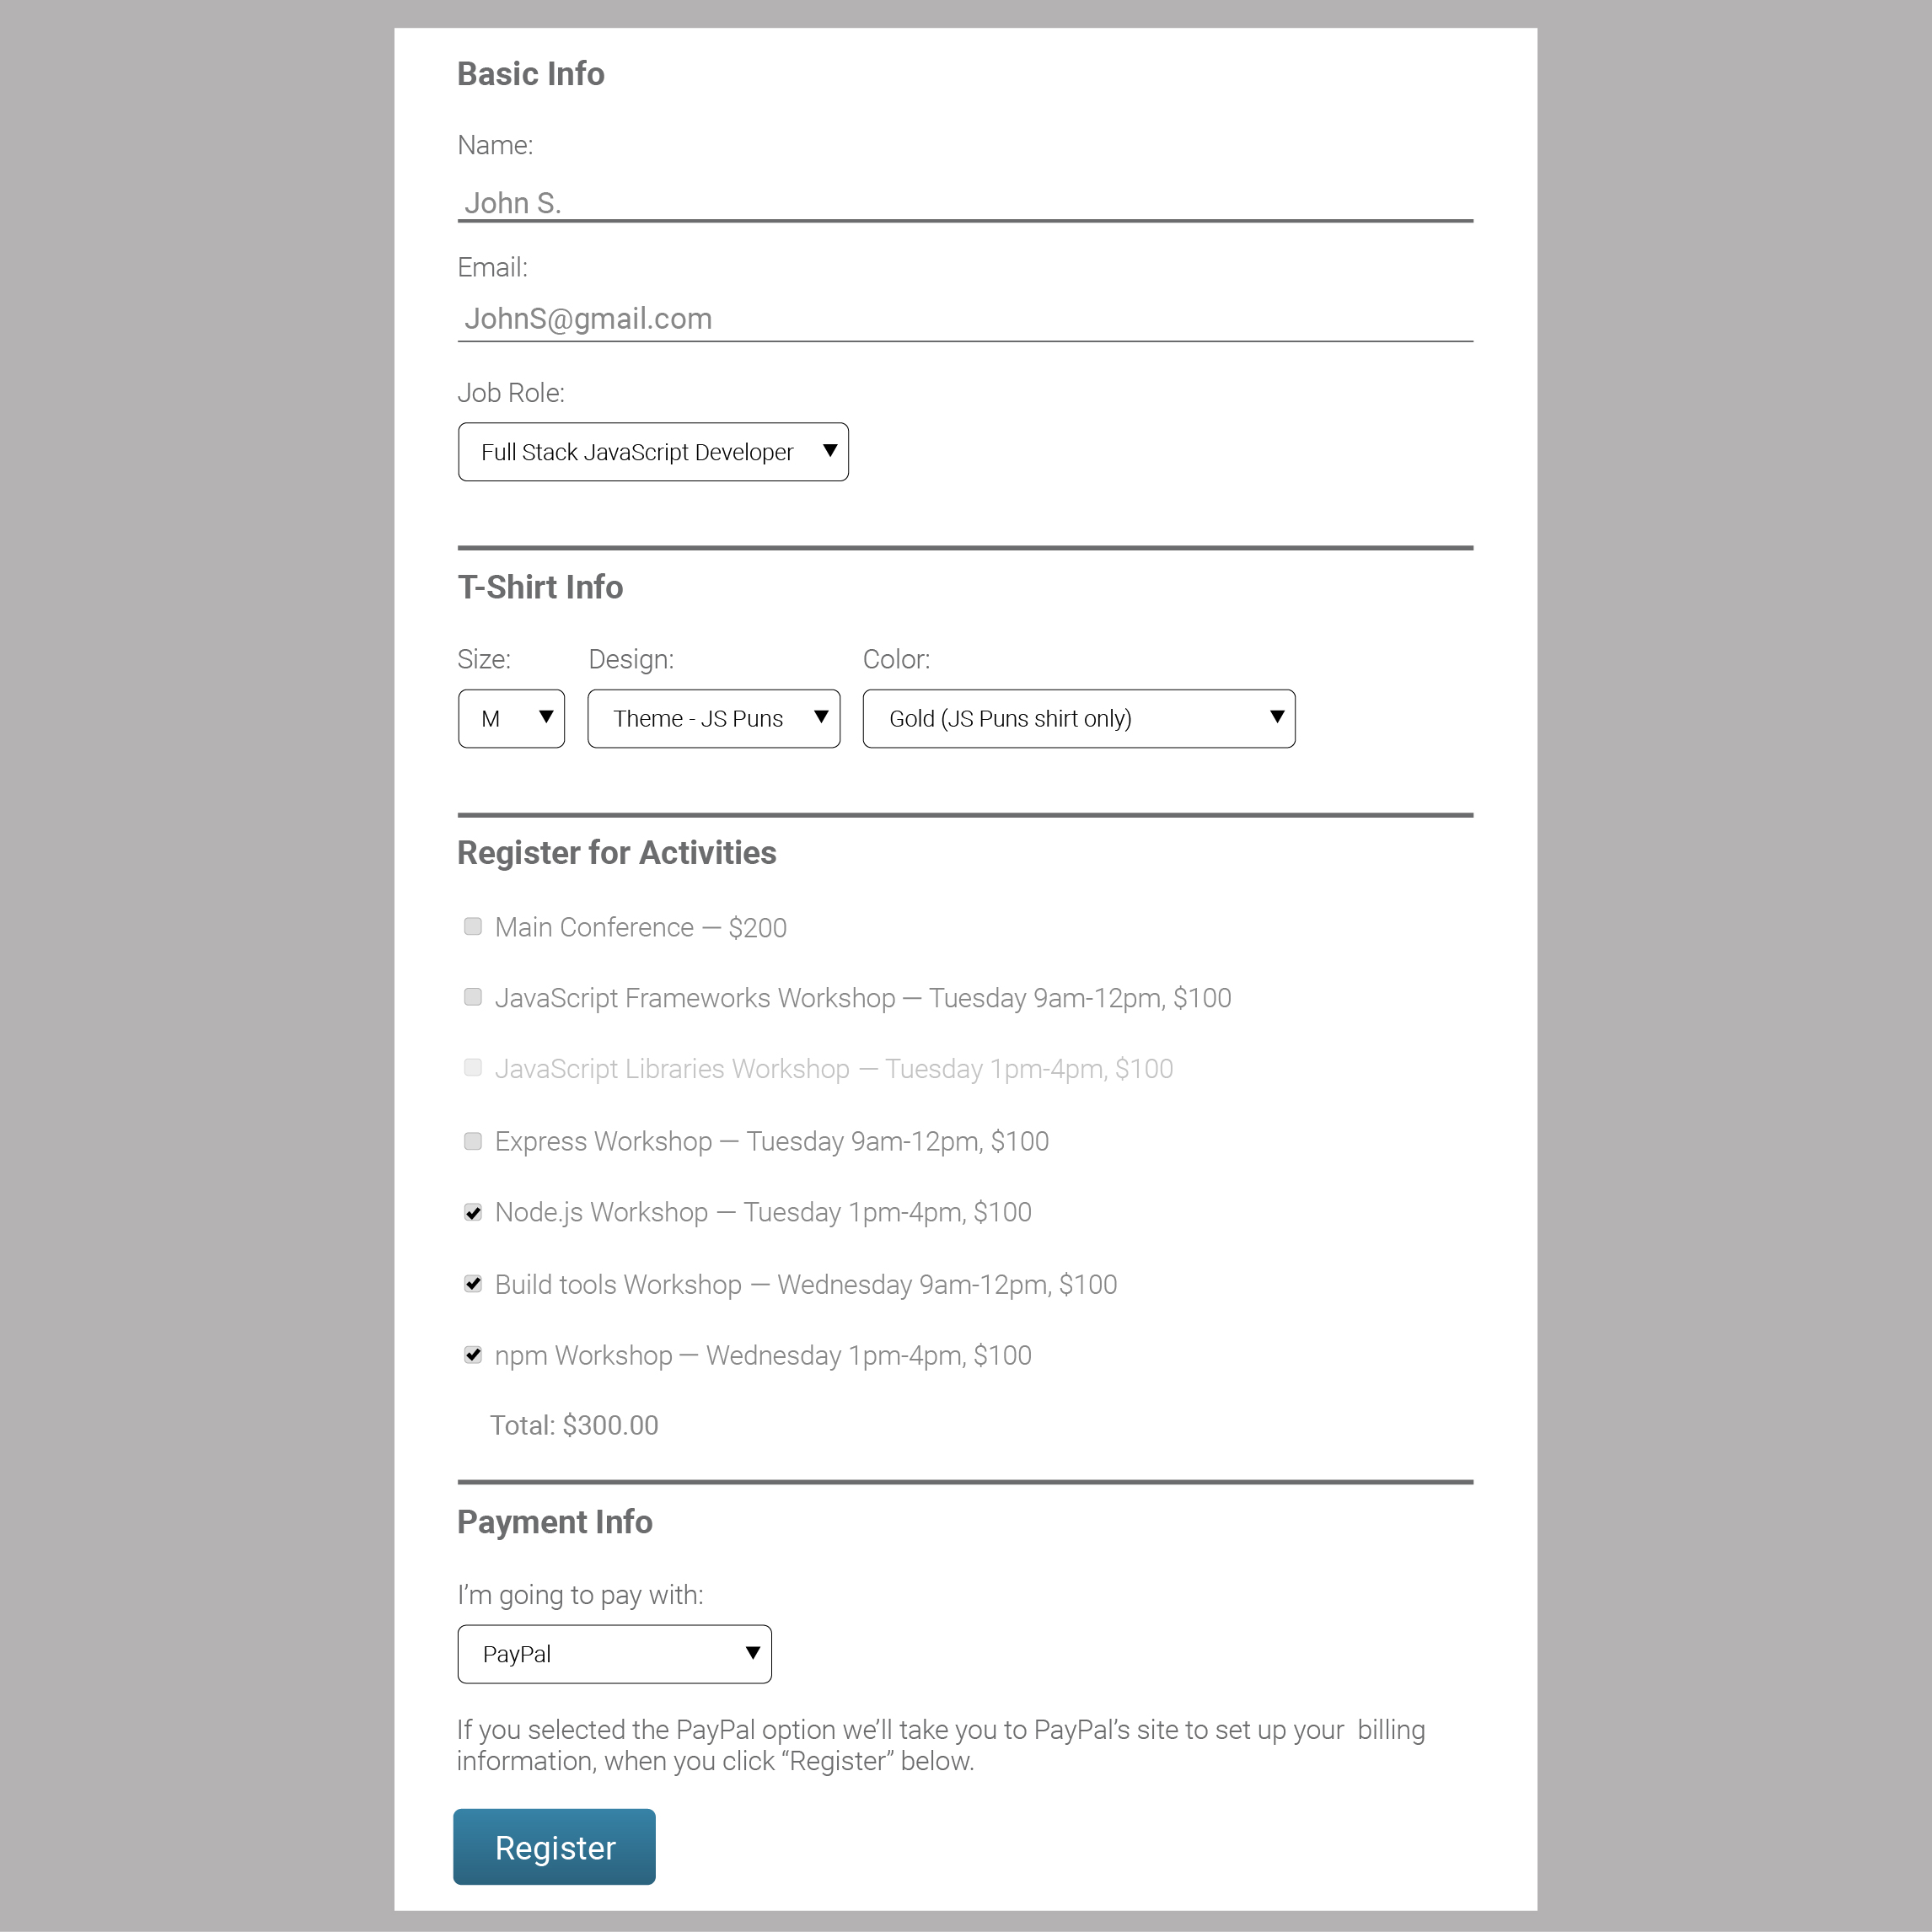 Basic Info
Name:
John S.
Email:
JohnS@gmail.com
Job Role:
Full Stack JavaScript Developer
T-Shirt Info
Size: Design: Color:
M Theme - JS Puns Gold (JS Puns shirt only)
Register for Activities
Main Conference — $200
JavaScript Frameworks Workshop — Tuesday 9am-12pm, $100
JavaScript Libraries Workshop — Tuesday 1pm-4pm, $100
Express Workshop — Tuesday 9am-12pm, $100
Node.js Workshop — Tuesday 1pm-4pm, $100
Build tools Workshop — Wednesday 9am-12pm, $100
npm Workshop — Wednesday 1pm-4pm, $100
Total: $300.00
Payment Info
I’m going to pay with:
PayPal
If you selected the PayPal option we’ll take you to PayPal’s site to set up your  billing
information, when you click “Register” below.
Register